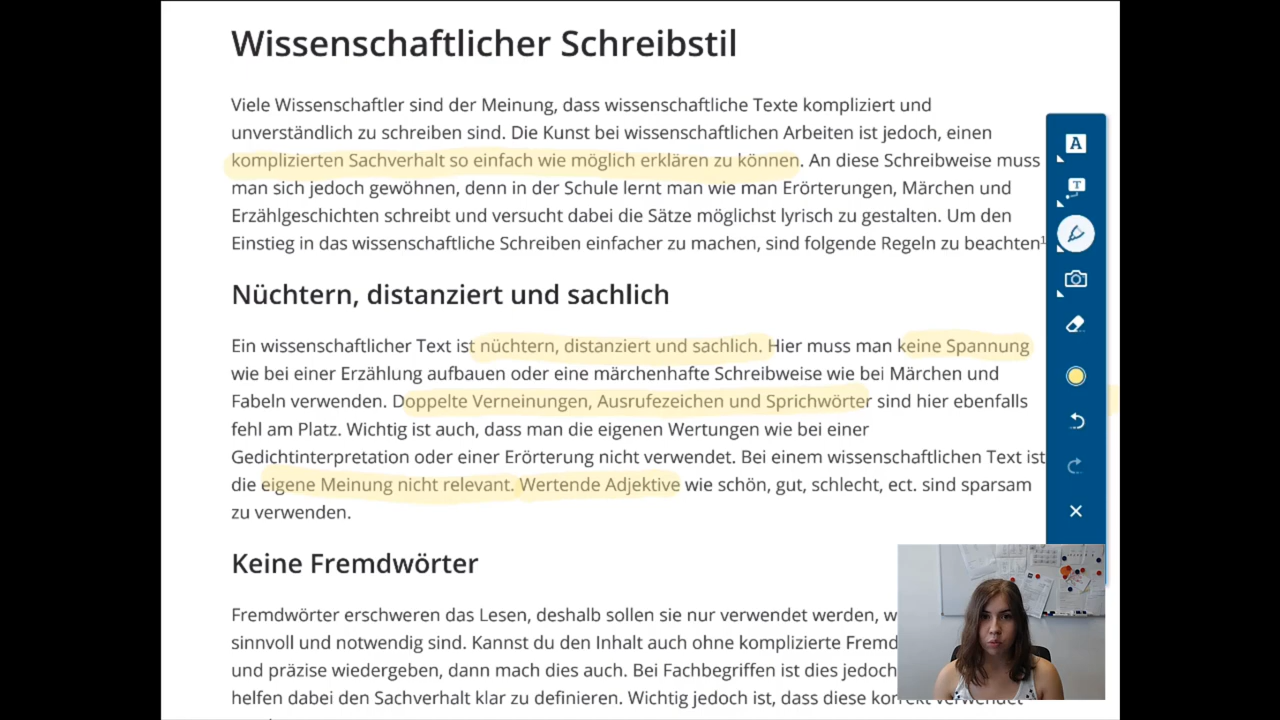 Wissenschaftlicher Schreibstil
Viele Wissenschaftler sind der Meinung, dass wissenschaftliche Texte kompliziert und
unverständlich zu schreiben sind. Die Kunst bei wissenschaftlichen Arbeiten ist jedoch, einen
komplizierten Sachverhalt so einfach wie möglich erklären zu können. An diese Schreibweise muss
man sich jedoch gewöhnen, denn in der Schule lernt man wie man Erörterungen, Märchen und
Erzählgeschichten schreibt und versucht dabei die Sätze möglichst lyrisch zu gestalten. Um den
Einstieg in das wissenschaftliche Schreiben einfacher zu machen, sind folgende Regeln zu beachten¹
Nüchtern, distanziert und sachlich
Ein wissenschaftlicher Text ist nüchtern, distanziert und sachlich. Hier muss man keine Spannung
wie bei einer Erzählung aufbauen oder eine märchenhafte Schreibweise wie bei Märchen und
Fabeln verwenden. Doppelte Verneinungen, Ausrufezeichen und Sprichwörter sind hier ebenfalls
fehl am Platz. Wichtig ist auch, dass man die eigenen Wertungen wie bei einer
Gedichtinterpretation oder einer Erörterung nicht verwendet. Bei einem wissenschaftlichen Text ist
die eigene Meinung nicht relevant. Wertende Adjektive wie schön, gut, schlecht, ect. sind sparsam
zu verwenden.
Keine Fremdwörter
Fremdwörter erschweren das Lesen, deshalb sollen sie nur verwendet werden, w
sinnvoll und notwendig sind. Kannst du den Inhalt auch ohne komplizierte Fremd
und präzise wiedergeben, dann mach dies auch. Bei Fachbegriffen ist dies jedoch
helfen dabei den Sachverhalt klar zu definieren. Wichtig jedoch ist, dass diese korrekt verwendet
A
T